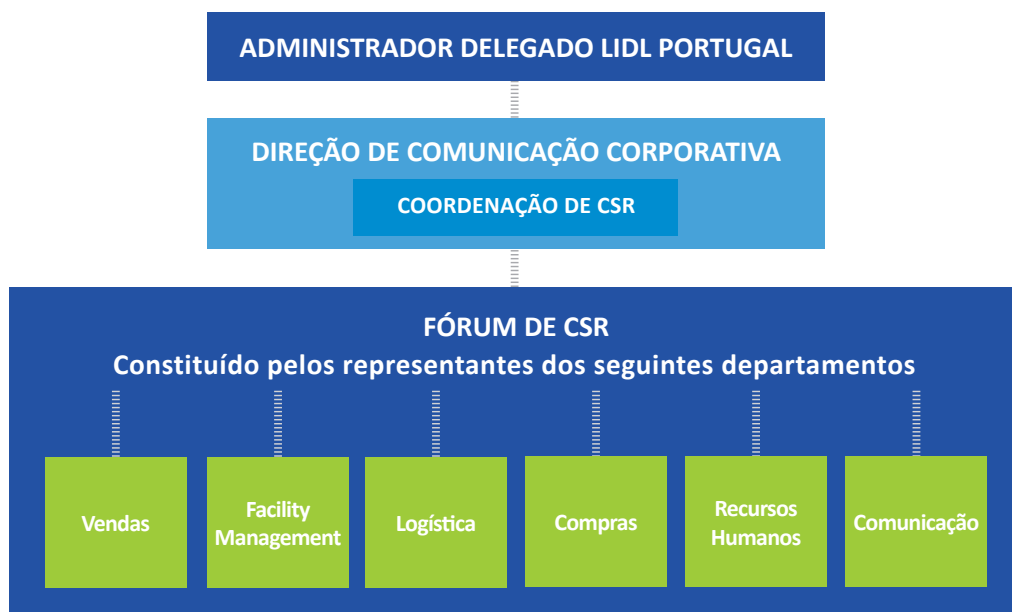 ADMINISTRADOR DELEGADO LIDL PORTUGAL
DIREÇÃO DE COMUNICAÇÃO CORPORATIVA
COORDENAÇÃO DE CSR
FÓRUM DE CSR
Constituído pelos representantes dos seguintes departamentos
Vendas
Facility
Management
Logística
Compras
Recursos
Humanos
Comunicação